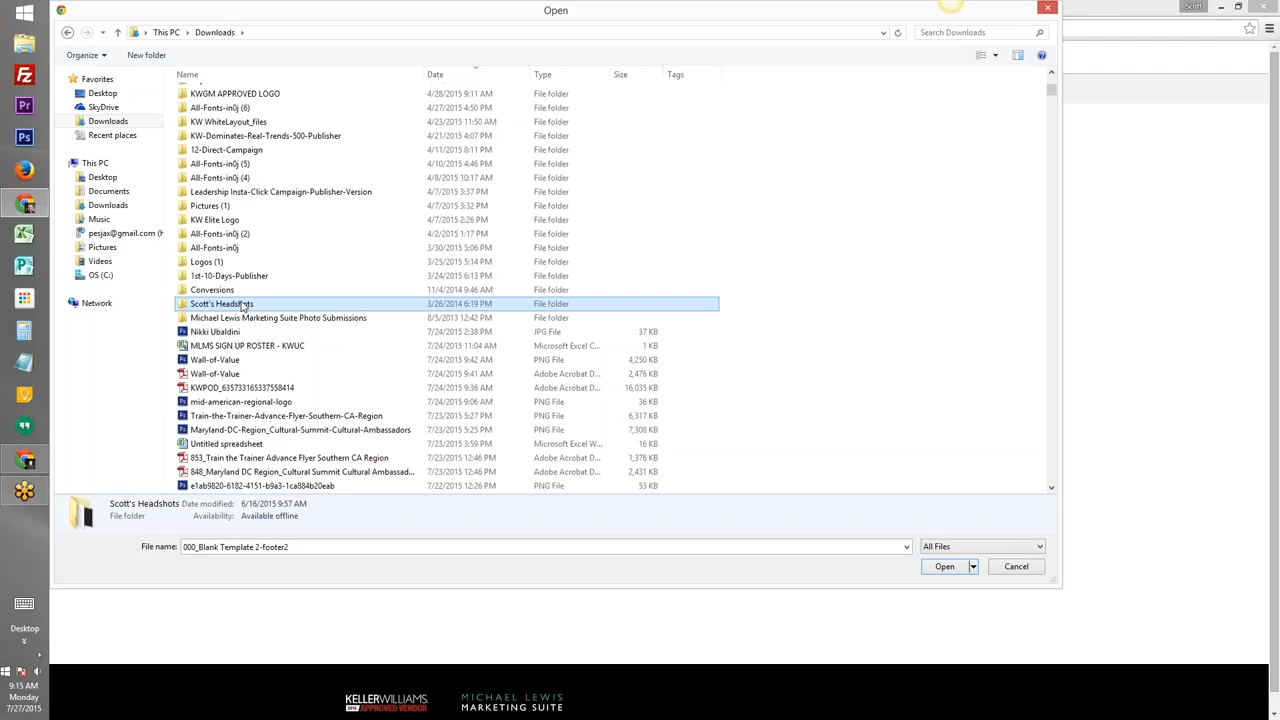 Open
Scott
This PC
Downloads
Search Downloads
Organize
New folder
Name
Date
Type
Size
Tags
Favorites
Desktop
SkyDrive
Downloads
Recent places
This PC
Desktop
Documents
Downloads
Music
pesjax@gmail.com (h
Pictures
Videos
OS (C:)
Network
KWGM APPROVED LOGO 4/28/2015 9:11 AM File folder
All-Fonts-in0j (6) 4/27/2015 4:50 PM File folder
KW WhiteLayout_files 4/23/2015 11:50 AM File folder
KW-Dominates-Real-Trends-500-Publisher 4/21/2015 4:07 PM File folder
12-Direct-Campaign 4/11/2015 8:11 PM File folder
All-Fonts-in0j (5) 4/10/2015 4:46 PM File folder
All-Fonts-in0j (4) 4/8/2015 10:17 AM File folder
Leadership Insta-Click Campaign-Publisher-Version 4/7/2015 3:37 PM File folder
Pictures (1) 4/7/2015 3:32 PM File folder
KW Elite Logo 4/7/2015 2:26 PM File folder
All-Fonts-in0j (2) 4/2/2015 1:17 PM File folder
All-Fonts-in0j 3/30/2015 5:06 PM File folder
Logos (1) 3/25/2015 5:14 PM File folder
1st-10-Days-Publisher 3/24/2015 6:13 PM File folder
Conversions 11/4/2014 9:46 AM File folder
Scott's Headshots 3/26/2014 6:19 PM File folder
Michael Lewis Marketing Suite Photo Submissions 8/5/2013 12:42 PM File folder
Nikki Ubaldini 7/24/2015 2:38 PM JPG File 37 KB
MLMS SIGN UP ROSTER - KWUC 7/24/2015 11:04 AM Microsoft Excel C... 1 KB
Wall-of-Value 7/24/2015 9:42 AM PNG File 4,250 KB
Wall-of-Value 7/24/2015 9:41 AM Adobe Acrobat D... 2,476 KB
KWPOD_635733165337558414 7/24/2015 9:36 AM Adobe Acrobat D... 16,035 KB
mid-american-regional-logo 7/24/2015 9:06 AM PNG File 36 KB
Train-the-Trainer-Advance-Flyer-Southern-CA-Region 7/23/2015 5:27 PM PNG File 6,317 KB
Maryland-DC-Region_Cultural-Summit-Cultural-Ambassadors 7/23/2015 5:25 PM PNG File 7,308 KB
Untitled spreadsheet 7/23/2015 3:59 PM Microsoft Excel W... 16 KB
853_Train the Trainer Advance Flyer Southern CA Region 7/23/2015 12:46 PM Adobe Acrobat D... 1,376 KB
848_Maryland DC Region_Cultural Summit Cultural Ambassad... 7/23/2015 12:46 PM Adobe Acrobat D... 2,431 KB
e1ab9820-6182-4151-b9a3-1ca884b20eab 7/22/2015 12:26 PM PNG File 53 KB
Scott's Headshots Date modified: 6/16/2015 9:57 AM
File folder Availability: Available offline
File name: 000_Blank Template 2-footer2
All Files
Open
Cancel
Desktop
9:15 AM
Monday
7/27/2015
KELLERWILLIAMS.
2015 APPROVED VENDOR
MICHAEL LEWIS
MARKETING SUITE